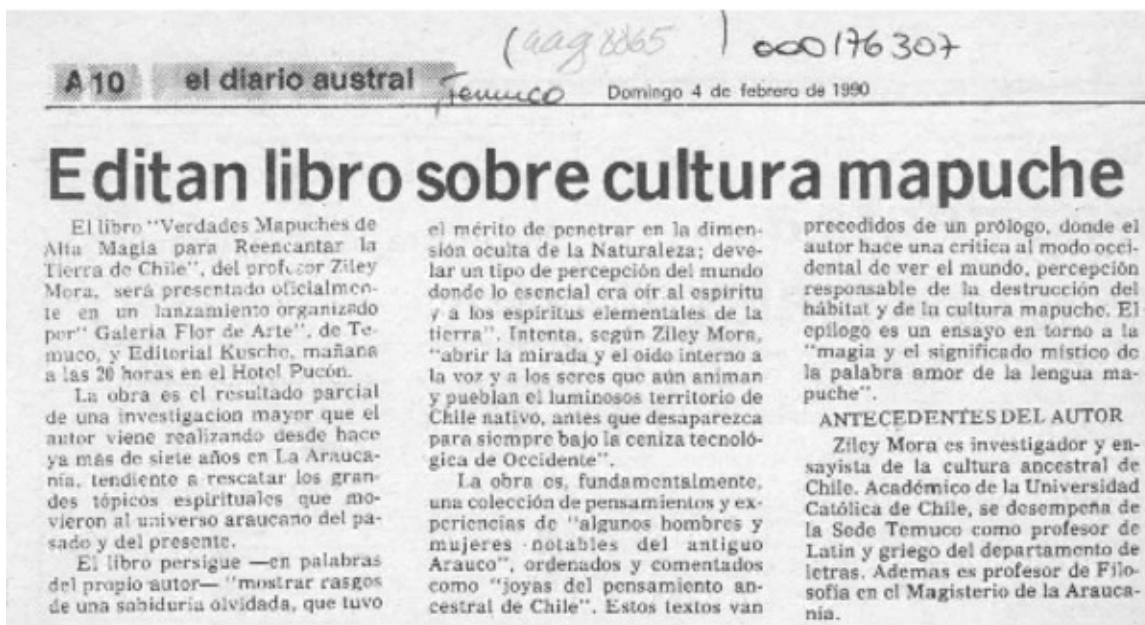 (aag 8865) 000176307
A 10 el diario austral Temuco Domingo 4 de febrero de 1990
Editan libro sobre cultura mapuche
El libro "Verdades Mapuches de
Alta Magia para Reencantar la
Tierra de Chile", del profesor Ziley
Mora, será presentado oficialmen-
te en un lanzamiento organizado
por" Galería Flor de Arte", de Te-
muco, y Editorial Kusche, mañana
a las 20 horas en el Hotel Pucón.
La obra es el resultado parcial
de una investigacion mayor que el
autor viene realizando desde hace
ya más de siete años en La Arauca-
nía, tendiente a rescatar los gran-
des tópicos espirituales que mo-
vieron al universo araucano del pa-
sado y del presente.
El libro persigue —en palabras
del propio autor— "mostrar rasgos
de una sabiduría olvidada, que tuvo
el mérito de penetrar en la dimen-
sión oculta de la Naturaleza; deve-
lar un tipo de percepción del mundo
donde lo esencial era oír al espíritu
y a los espíritus elementales de la
tierra". Intenta, según Ziley Mora,
"abrir la mirada y el oido interno a
la voz y a los seres que aún animan
y pueblan el luminosos territorio de
Chile nativo, antes que desaparezca
para siempre bajo la ceniza tecnoló-
gica de Occidente".
La obra es, fundamentalmente,
una colección de pensamientos y ex-
periencias de "algunos hombres y
mujeres notables del antiguo
Arauco", ordenados y comentados
como "joyas del pensamiento an-
cestral de Chile". Estos textos van
precedidos de un prólogo, donde el
autor hace una crítica al modo occi-
dental de ver el mundo, percepción
responsable de la destrucción del
hábitat y de la cultura mapuche. El
epílogo es un ensayo en torno a la
"magia y el significado místico de
la palabra amor de la lengua ma-
puche".
ANTECEDENTES DEL AUTOR
Ziley Mora es investigador y en-
sayista de la cultura ancestral de
Chile. Académico de la Universidad
Católica de Chile, se desempeña de
la Sede Temuco como profesor de
Latin y griego del departamento de
letras. Ademas es profesor de Filo-
sofía en el Magisterio de la Arauca-
nía.